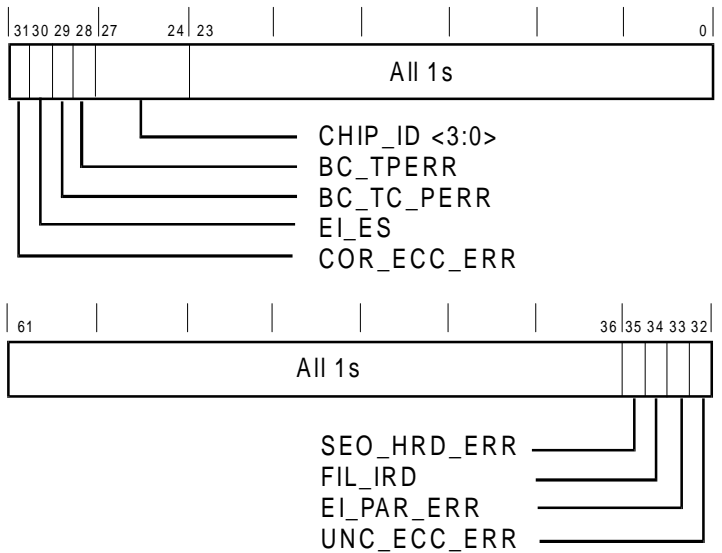 31 30 29 28 27 24 23 0
All 1s
CHIP_ID <3:0>
BC_TPERR
BC_TC_PERR
EI_ES
COR_ECC_ERR
61 36 35 34 33 32
All 1s
SEO_HRD_ERR
FIL_IRD
EI_PAR_ERR
UNC_ECC_ERR